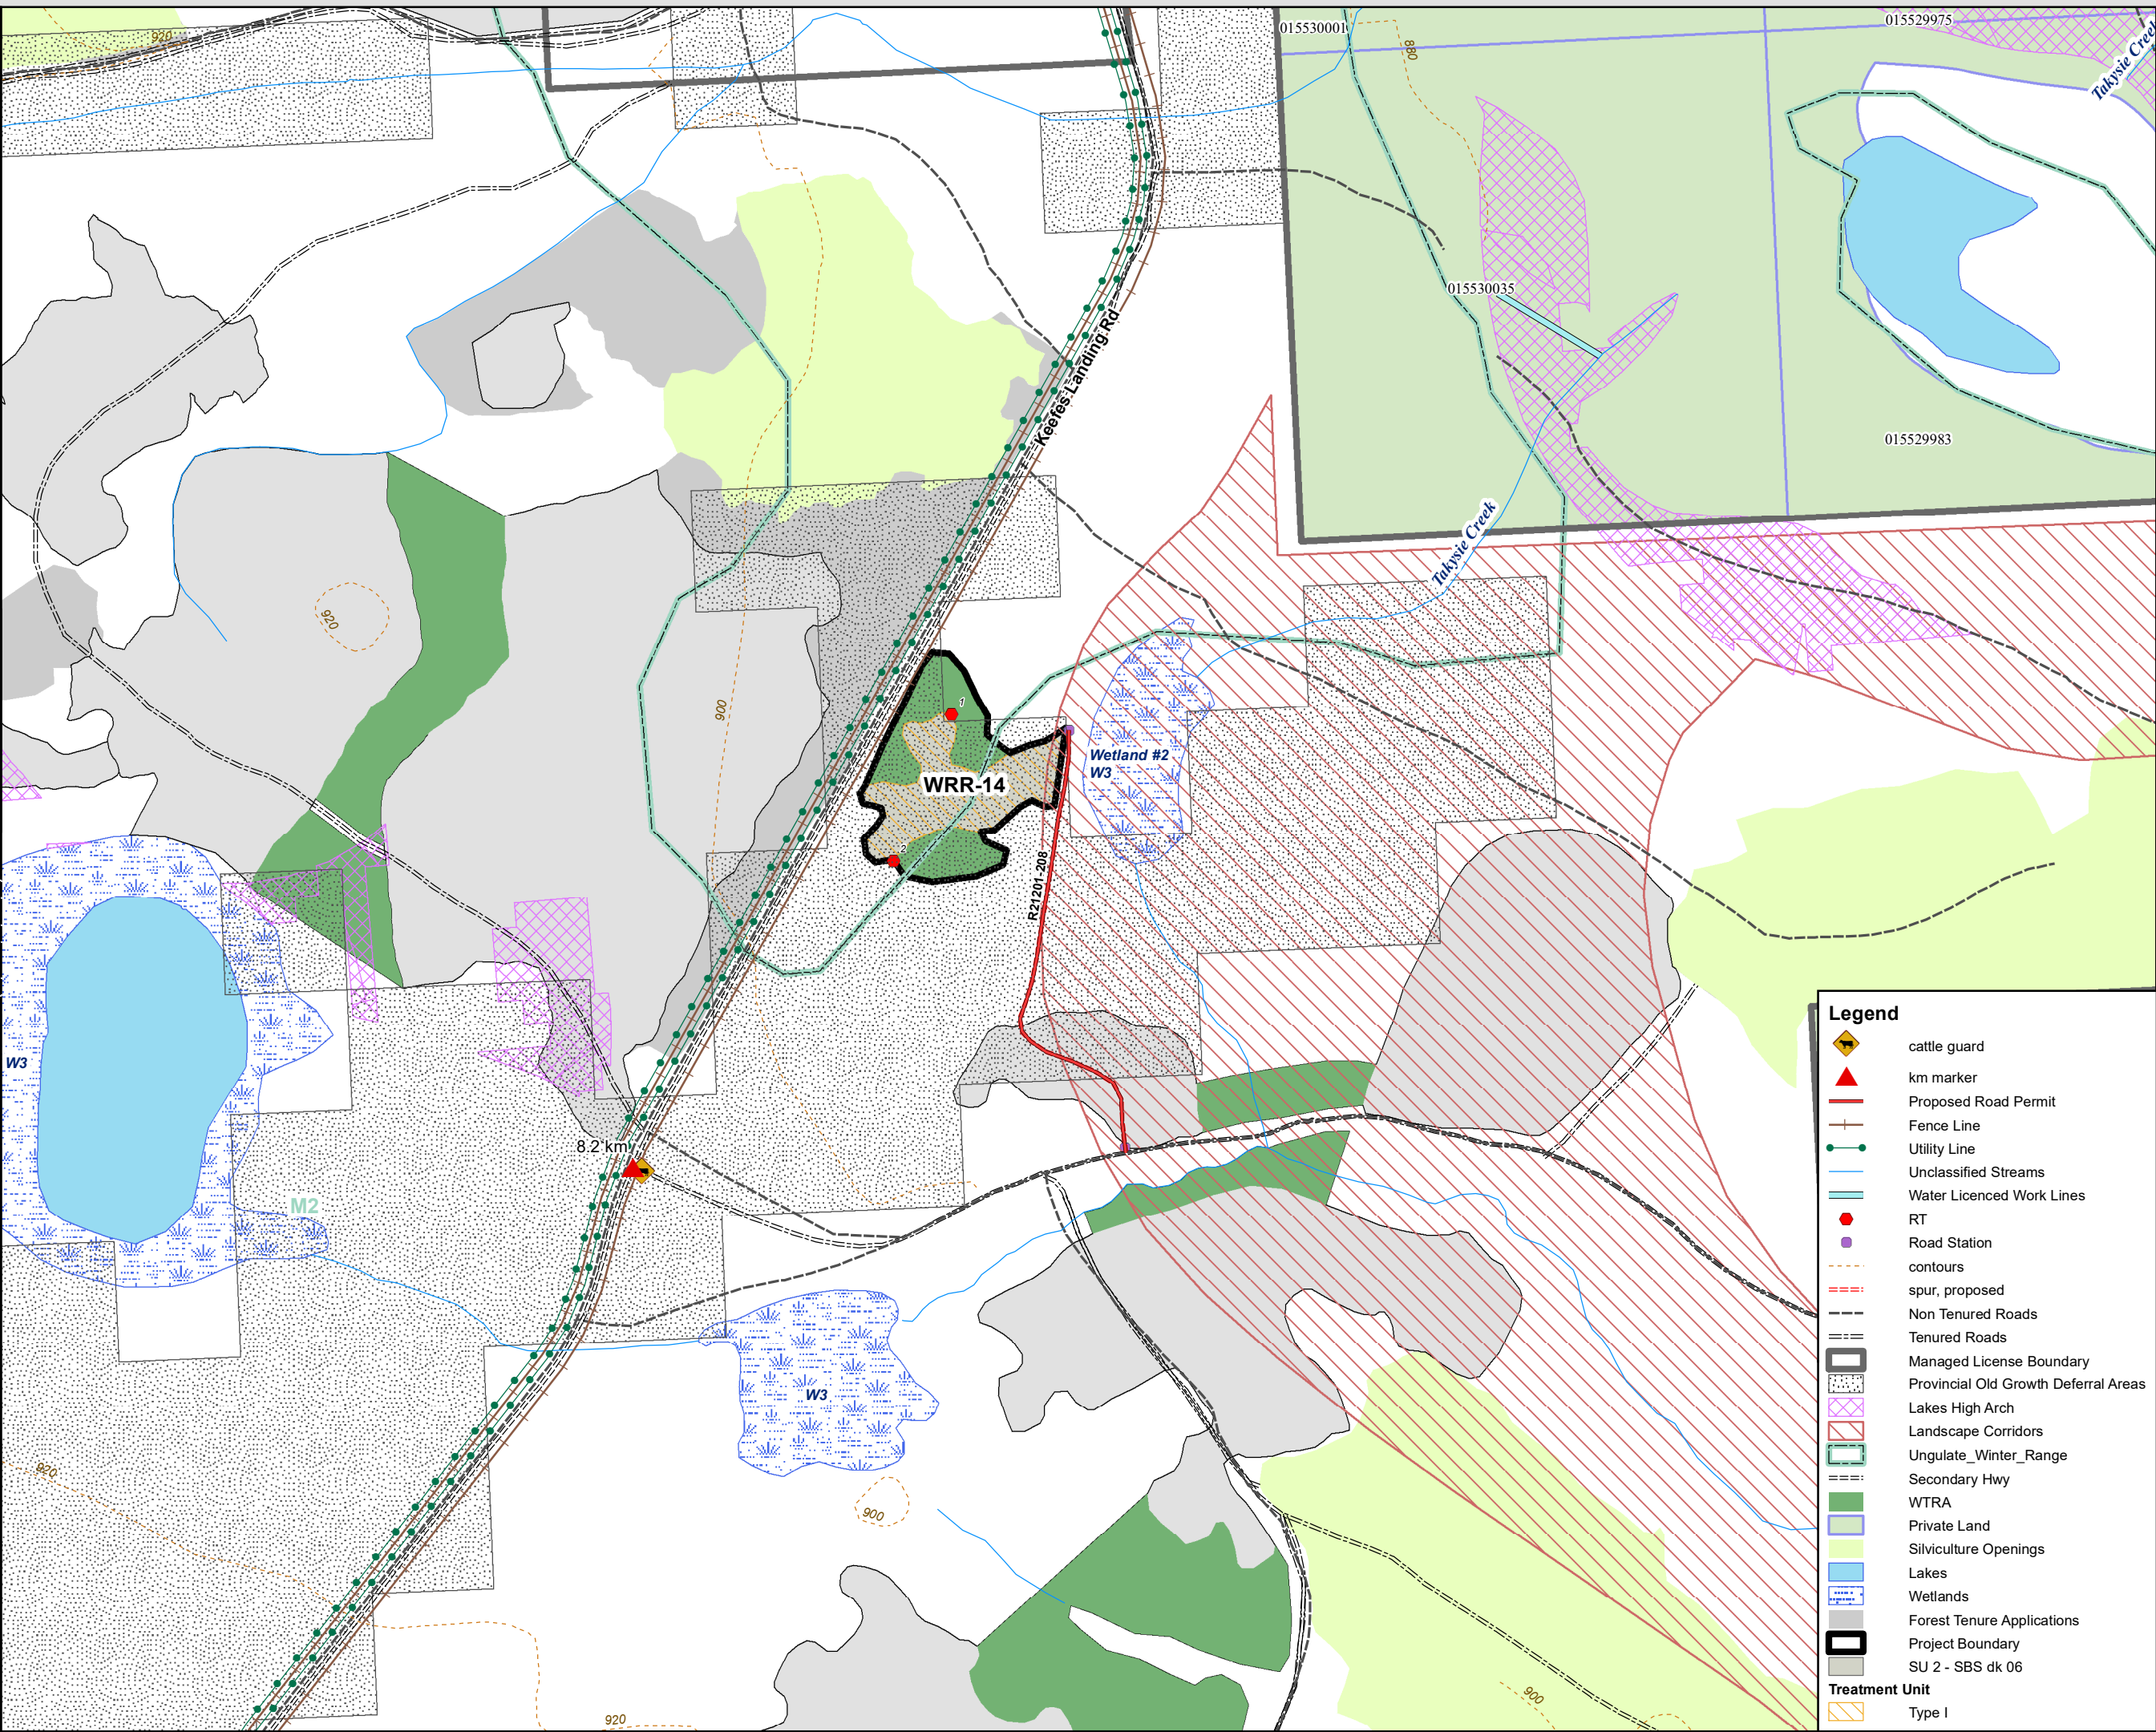 015530001
015529975
920
880
Takysie Creek
015530035
Keefes Landing Rd
015529983
Takysie Creek
920
900
1
Wetland #2
W3
WRR-14
2
R21201-208
W3
8.2 km
M2
W3
920
900
920
900
Legend
cattle guard
km marker
Proposed Road Permit
Fence Line
Utility Line
Unclassified Streams
Water Licenced Work Lines
RT
Road Station
contours
spur, proposed
Non Tenured Roads
Tenured Roads
Managed License Boundary
Provincial Old Growth Deferral Areas
Lakes High Arch
Landscape Corridors
Ungulate_Winter_Range
Secondary Hwy
WTRA
Private Land
Silviculture Openings
Lakes
Wetlands
Forest Tenure Applications
Project Boundary
SU 2 - SBS dk 06
Treatment Unit
Type I